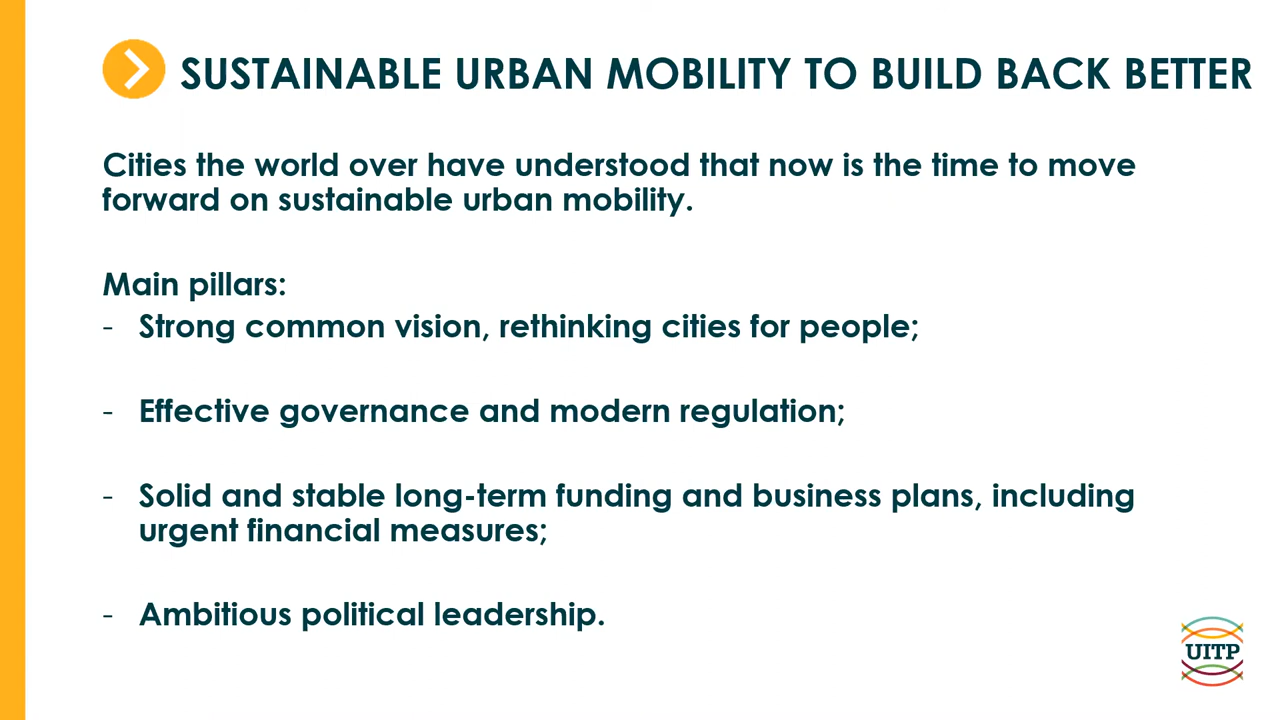 SUSTAINABLE URBAN MOBILITY TO BUILD BACK BETTER
Cities the world over have understood that now is the time to move
forward on sustainable urban mobility.
Main pillars:
- Strong common vision, rethinking cities for people;
- Effective governance and modern regulation;
- Solid and stable long-term funding and business plans, including
urgent financial measures;
- Ambitious political leadership.
UITP